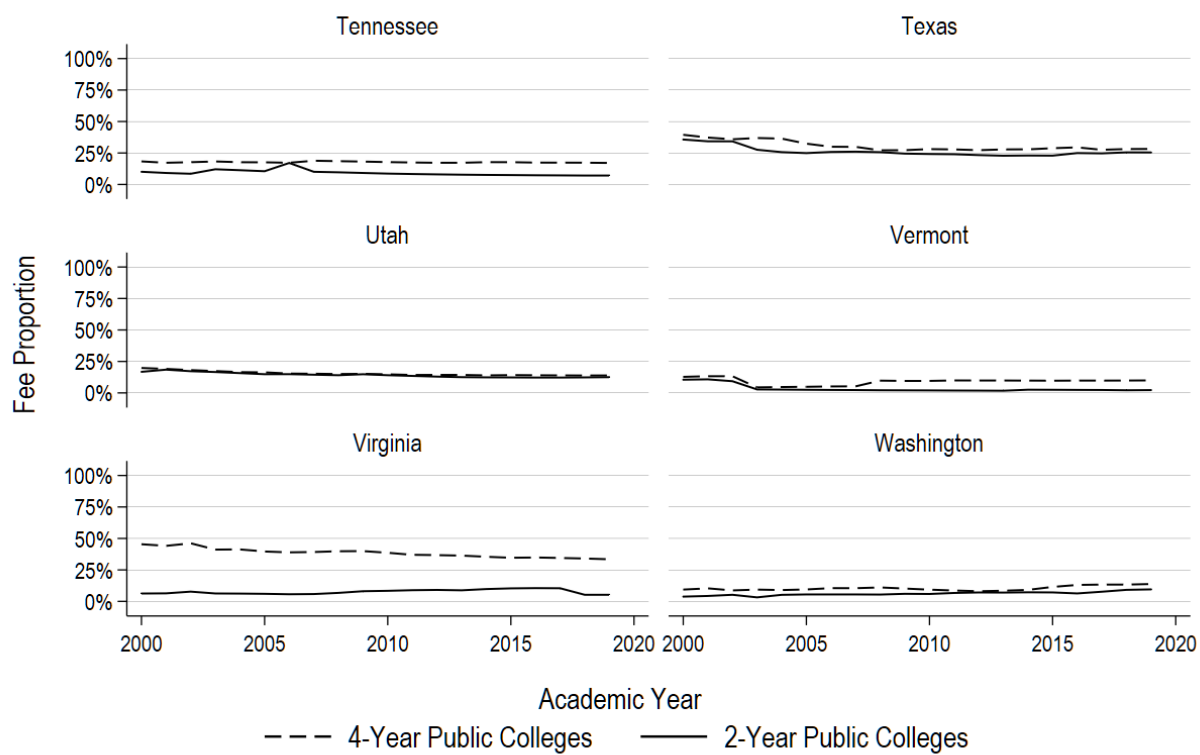 Tennessee
Texas
100%
75%
50%
25%
0%
Utah
Vermont
100%
75%
50%
25%
0%
Virginia
Washington
100%
75%
50%
25%
0%
Fee Proportion
2000 2005 2010 2015 2020 2000 2005 2010 2015 2020
Academic Year
4-Year Public Colleges 2-Year Public Colleges